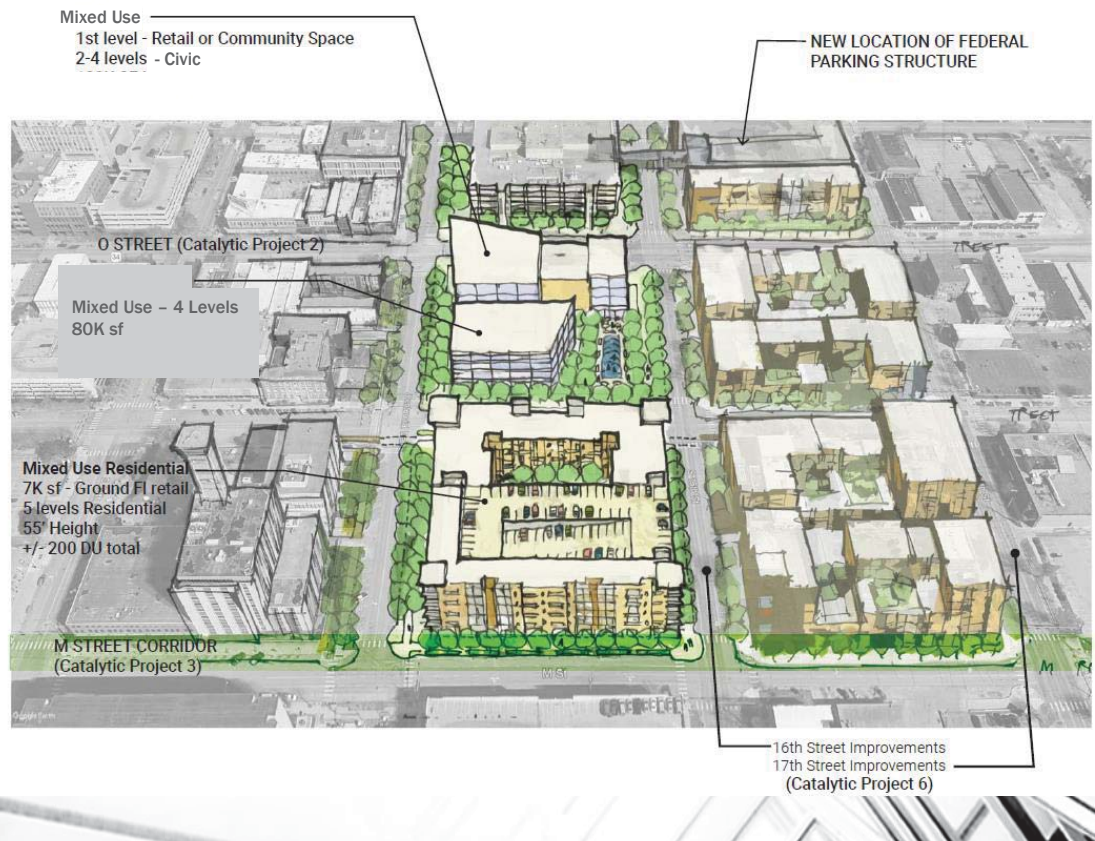 Mixed Use
1st level - Retail or Community Space
2-4 levels - Civic
NEW LOCATION OF FEDERAL
PARKING STRUCTURE
O STREET (Catalytic Project 2)
34
Mixed Use – 4 Levels
80K sf
Mixed Use Residential
7K sf - Ground Fl retail
5 levels Residential
55' Height
+/- 200 DU total
M STREET CORRIDOR
(Catalytic Project 3)
M St
M
Google Earth
16th Street Improvements
17th Street Improvements
(Catalytic Project 6)